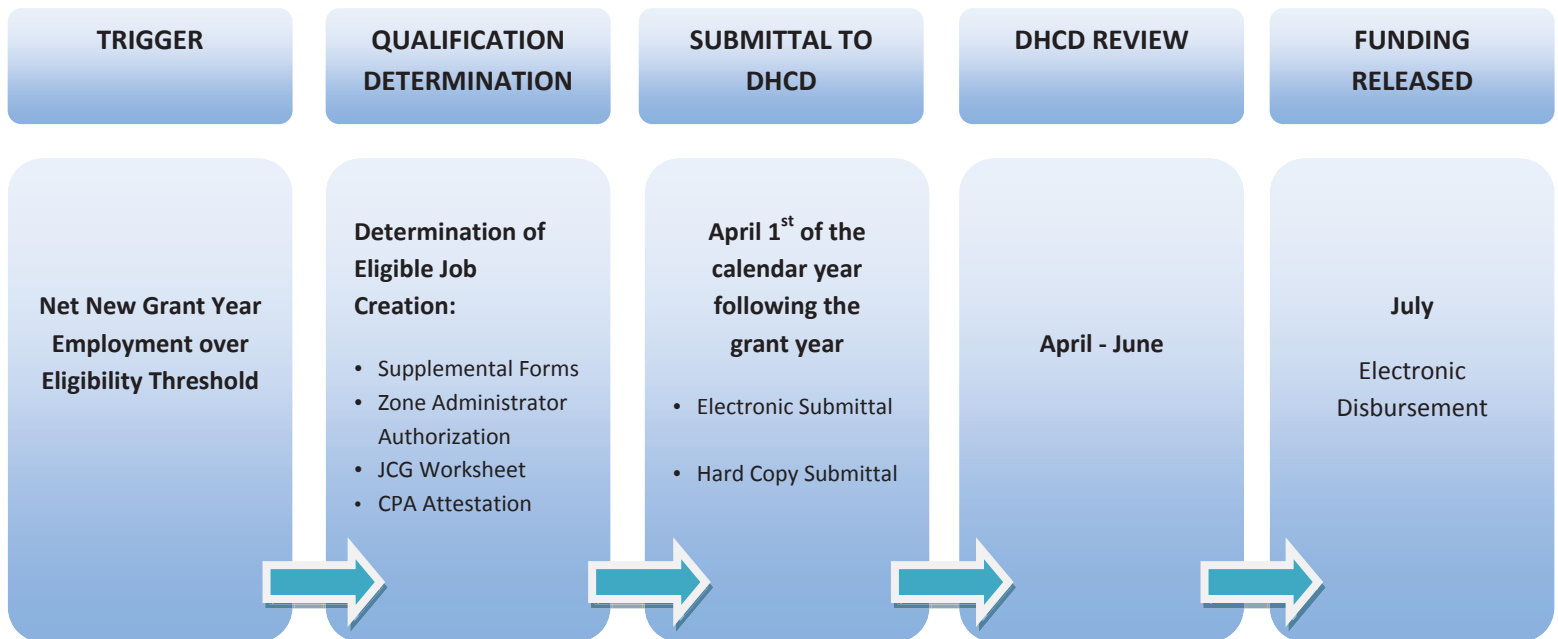 TRIGGER
QUALIFICATION
DETERMINATION
SUBMITTAL TO
DHCD
DHCD REVIEW
FUNDING
RELEASED
Net New Grant Year
Employment over
Eligibility Threshold
Determination of
Eligible Job
Creation:
• Supplemental Forms
• Zone Administrator
Authorization
• JCG Worksheet
• CPA Attestation
April 1st of the
calendar year
following the
grant year
• Electronic Submittal
• Hard Copy Submittal
April - June
July
Electronic
Disbursement